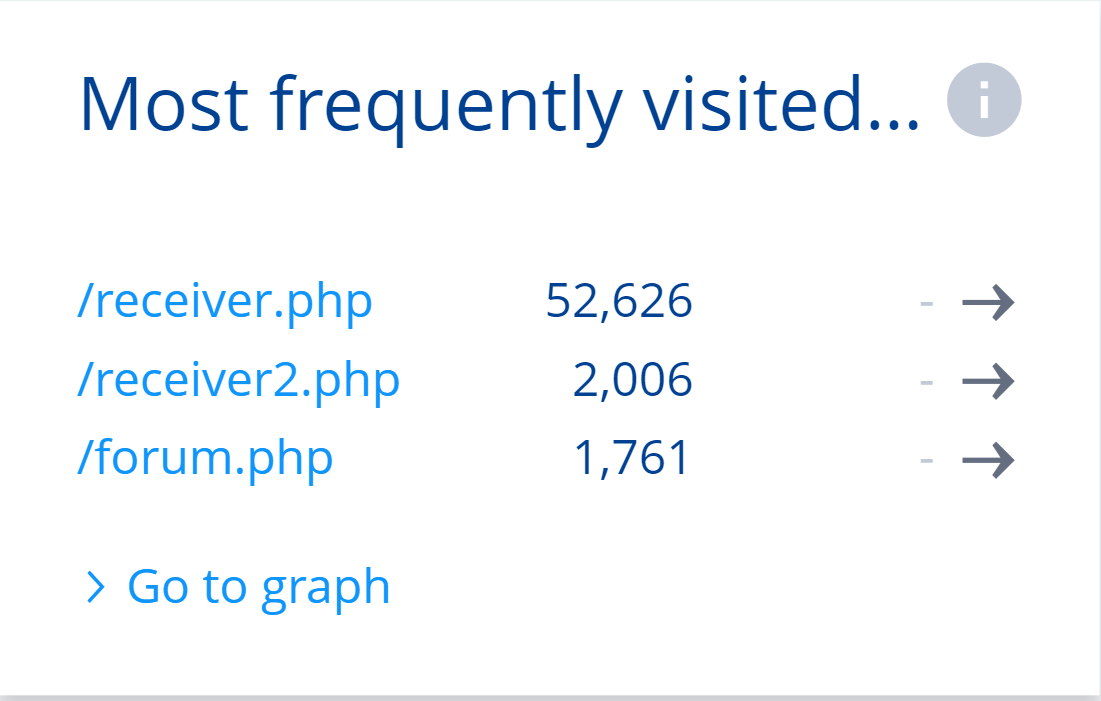 Most frequently visited...
/receiver.php 52,626 -
/receiver2.php 2,006 -
/forum.php 1,761 -
Go to graph